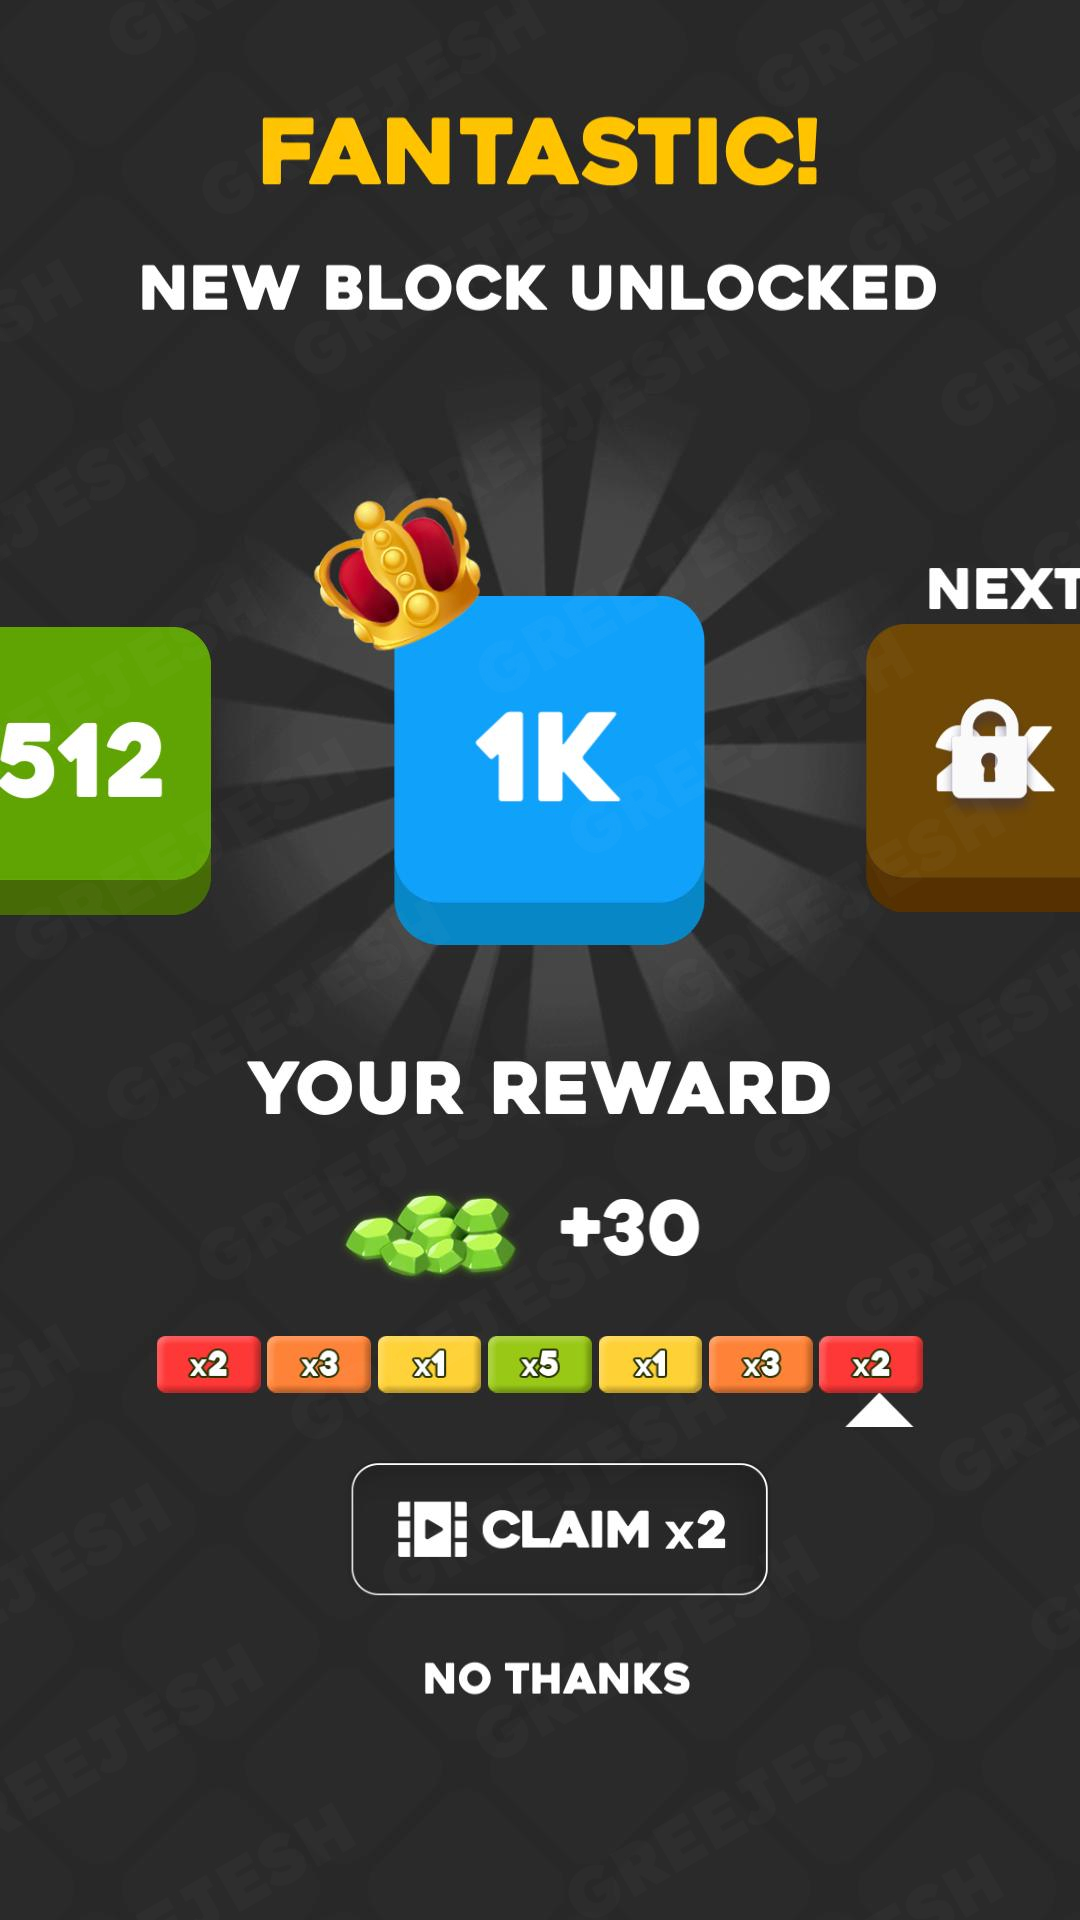 FANTASTIC!
NEW BLOCK UNLOCKED
NEXT
512
1K
YOUR REWARD
+30
x2 x3 x1 x5 x1 x3 x2
CLAIM x2
NO THANKS
GREEJESH